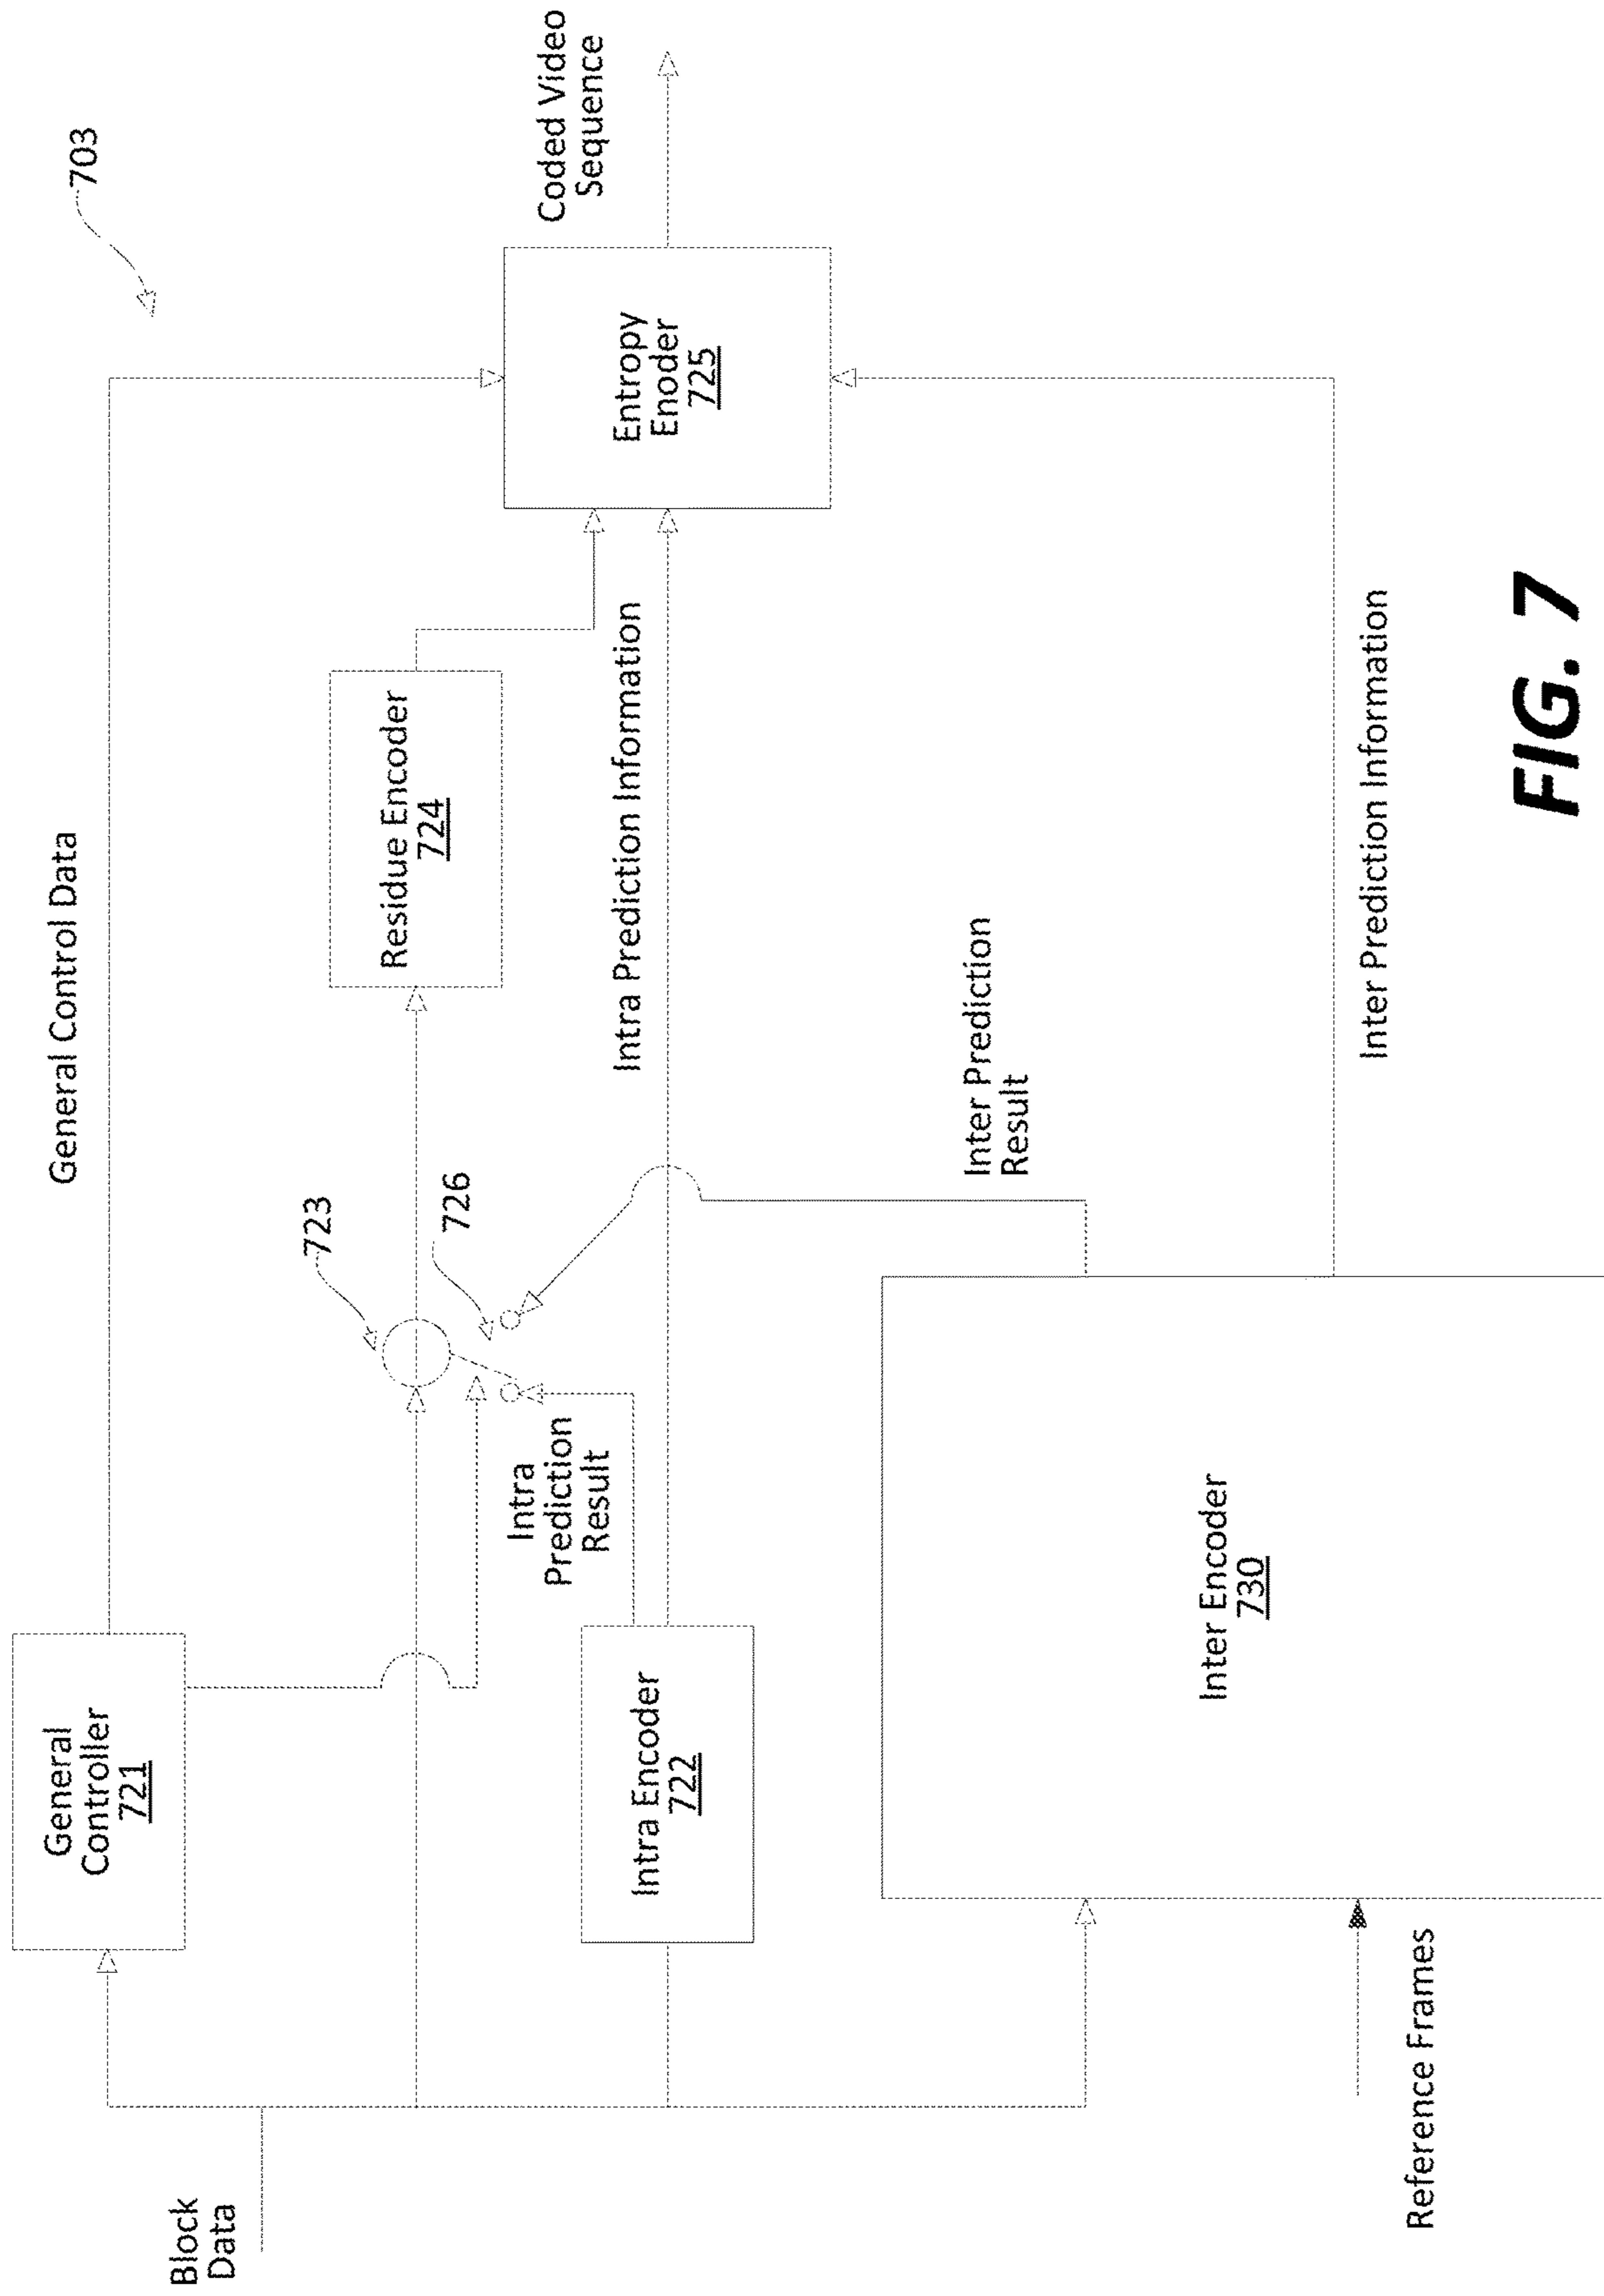 703
General Control Data
Coded Video
Sequence
General
Controller
721
723
726
Residue Encoder
724
Entropy
Enoder
725
Block
Data
Intra
Prediction
Result
Intra Prediction Information
Intra Encoder
722
Inter Prediction
Result
Inter Encoder
730
Inter Prediction Information
Reference Frames
FIG. 7